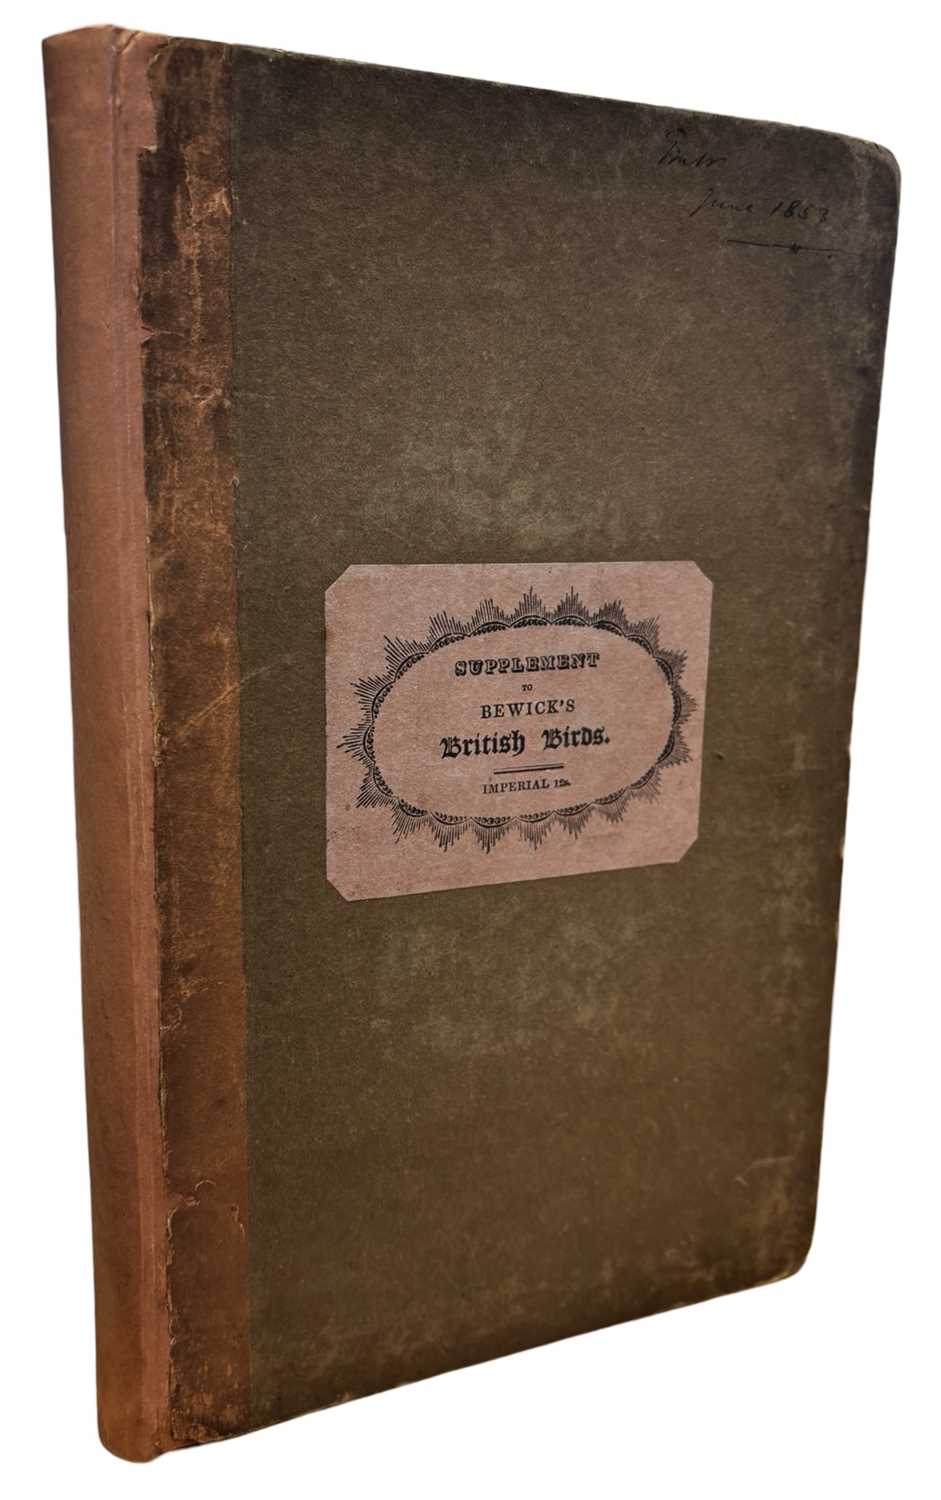 June 1853
SUPPLEMENT
TO
BEWICK'S
British Birds.
IMPERIAL 12s.